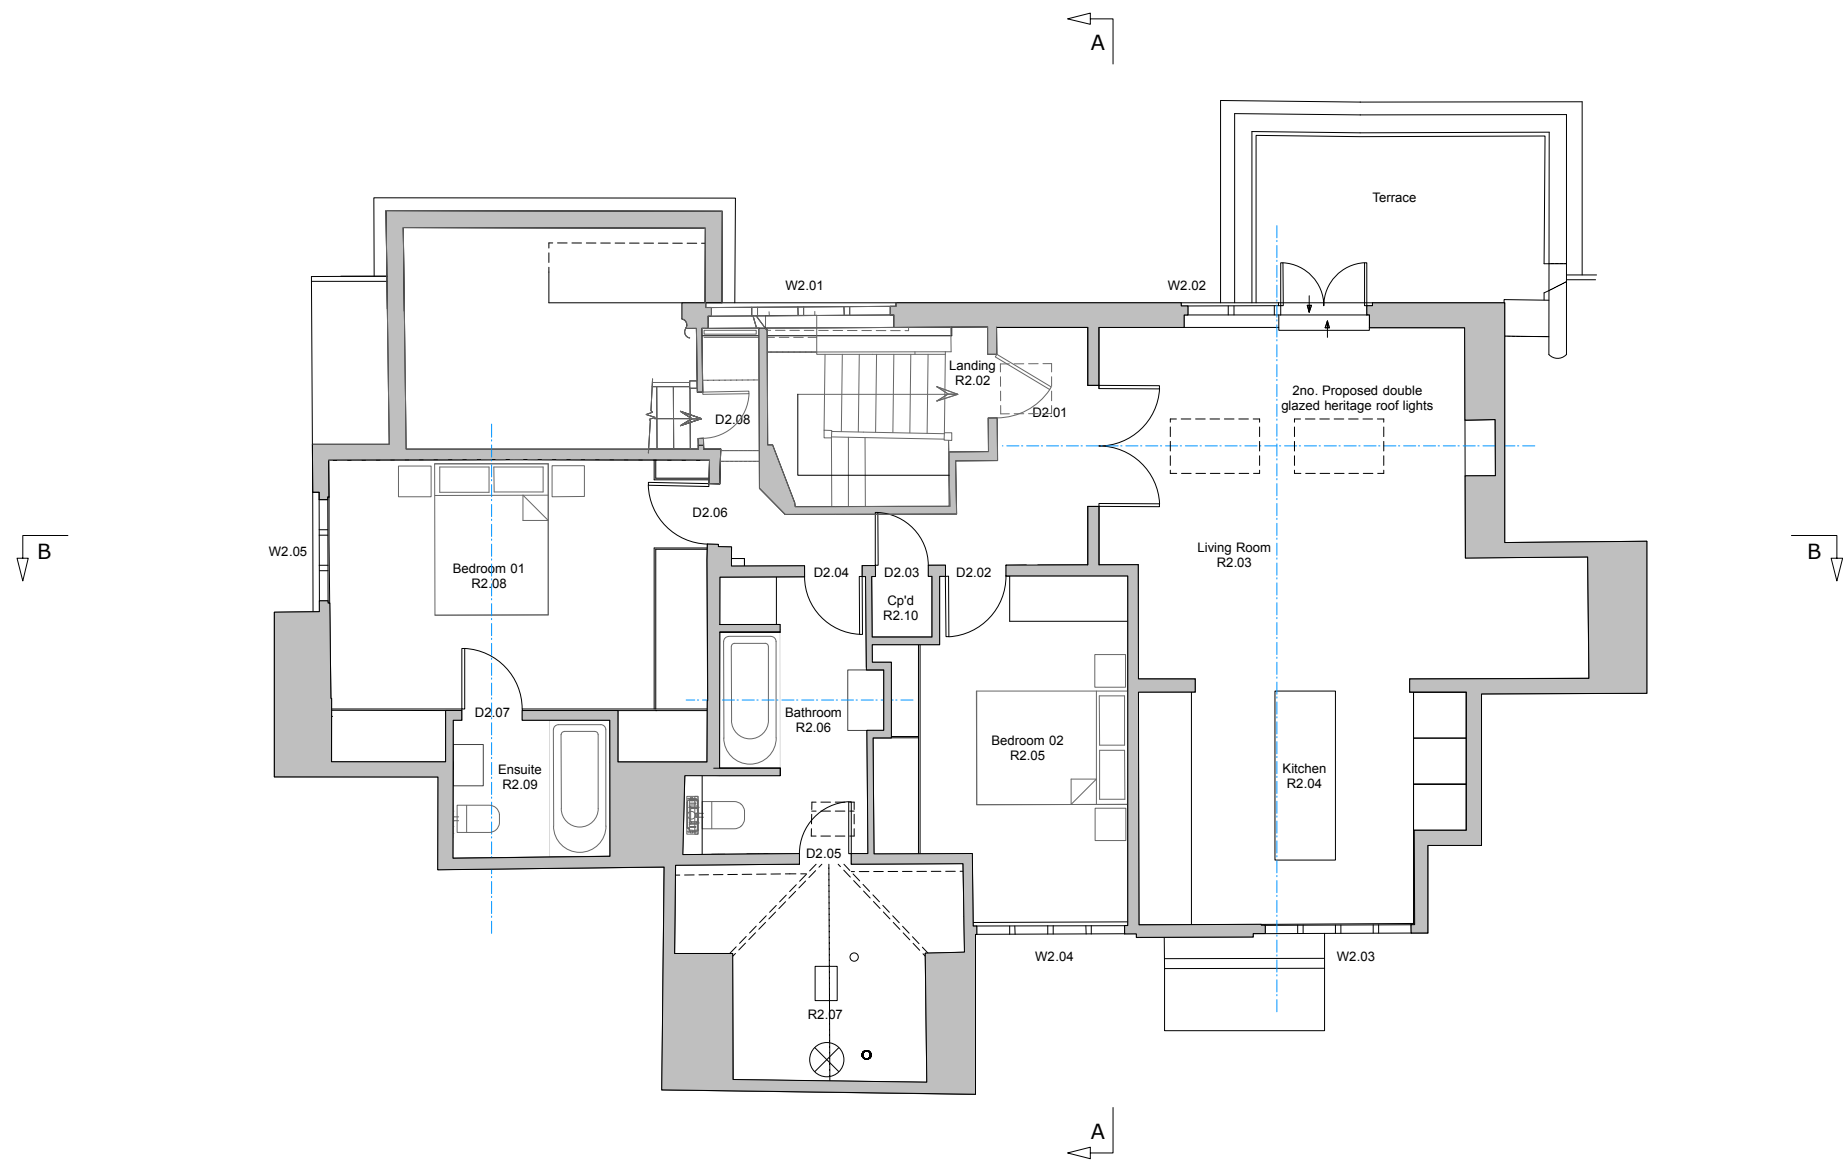 A
Terrace
W2.01
W2.02
Landing
R2.02
D2.01
2no. Proposed double
glazed heritage roof lights
D2.08
D2.06
B
W2.05
Bedroom 01
R2.08
D2.04
D2.03
D2.02
Living Room
R2.03
B
Cp'd
R2.10
D2.07
Bathroom
R2.06
Bedroom 02
R2.05
Ensuite
R2.09
Kitchen
R2.04
D2.05
W2.04
W2.03
R2.07
A